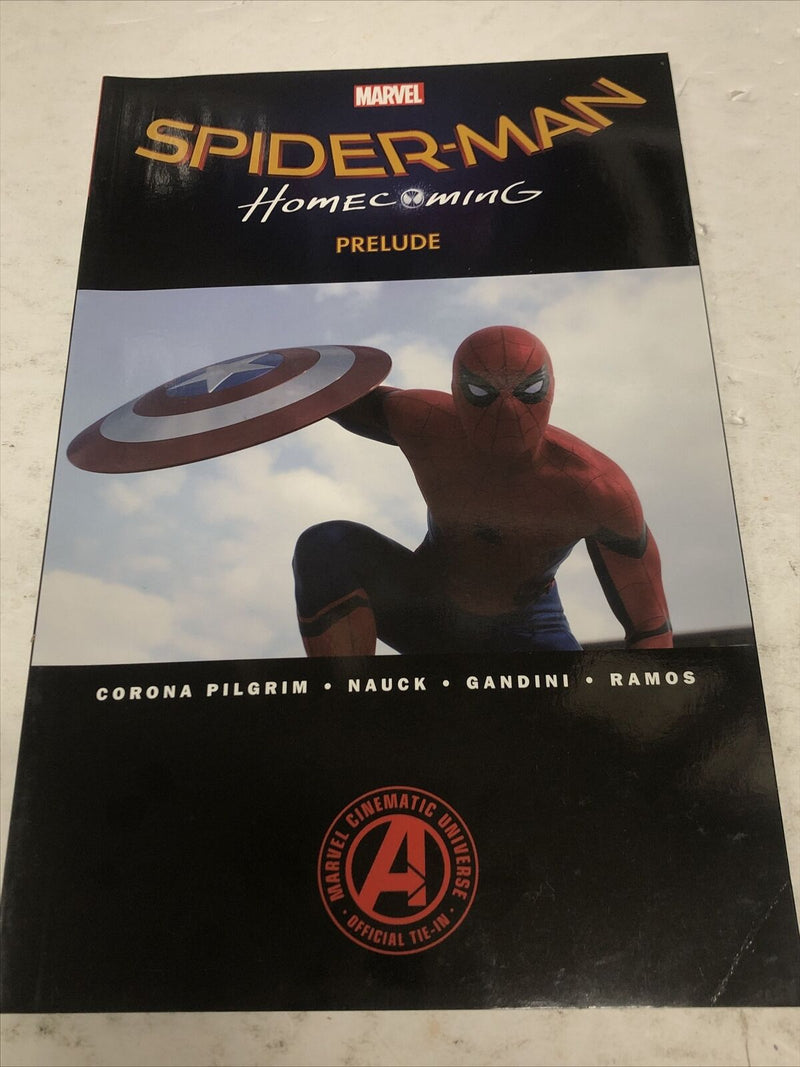 MARVEL
SPIDER-MAN
HOMECOMING
PRELUDE
CORONA PILGRIM • NAUCK • GANDINI • RAMOS
MARVEL CINEMATIC UNIVERSE
A
• OFFICIAL TIE-IN •